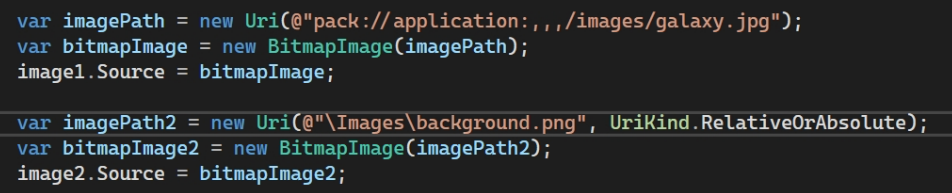 var imagePath = new Uri(@"pack://application:,,,/images/galaxy.jpg");
var bitmapImage = new BitmapImage(imagePath);
image1.Source = bitmapImage;
var imagePath2 = new Uri(@"\Images\background.png", UriKind.RelativeOrAbsolute);
var bitmapImage2 = new BitmapImage(imagePath2);
image2.Source = bitmapImage2;